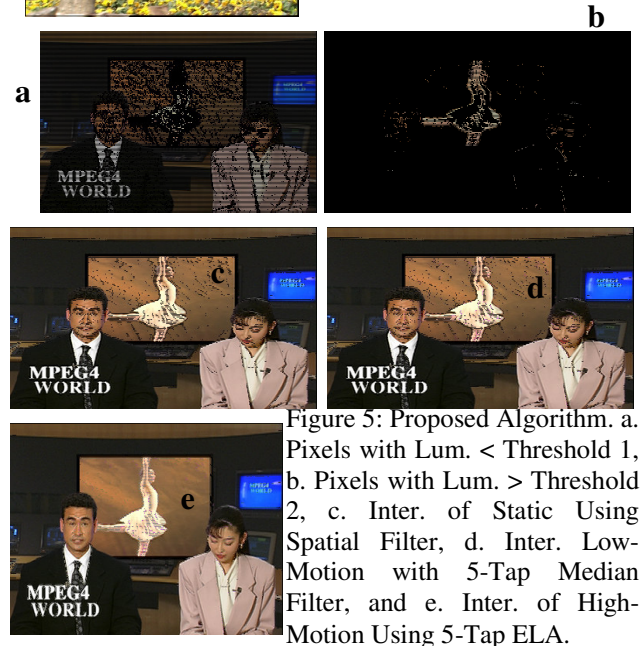 b
a
MPEG4
WORLD
c
d
MPEG4
WORLD
MPEG4
WORLD
e
MPEG4
WORLD
Figure 5: Proposed Algorithm. a.
Pixels with Lum. < Threshold 1,
b. Pixels with Lum. > Threshold
2, c. Inter. of Static Using
Spatial Filter, d. Inter. Low-
Motion with 5-Tap Median
Filter, and e. Inter. of High-
Motion Using 5-Tap ELA.